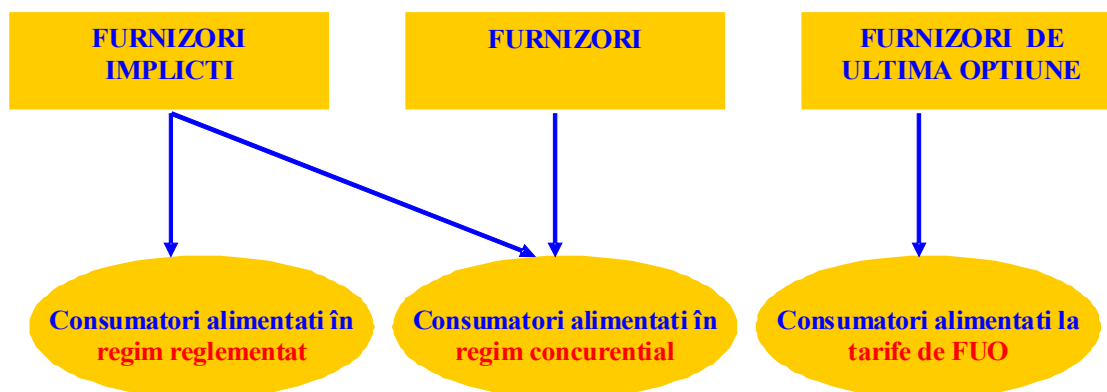 FURNIZORI
IMPLICTI
FURNIZORI
FURNIZORI DE
ULTIMA OPTIUNE
Consumatori alimentati în
regim reglementat
Consumatori alimentati în
regim concurential
Consumatori alimentati la
tarife de FUO